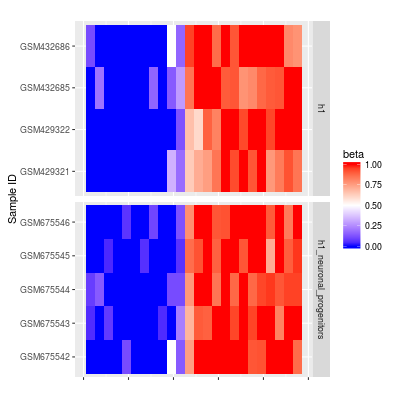 GSM432686
GSM432685
GSM429322
GSM429321
h1
GSM675546
GSM675545
GSM675544
GSM675543
GSM675542
h1_neuronal_progenitors
Sample ID
beta
1.00
0.75
0.50
0.25
0.00